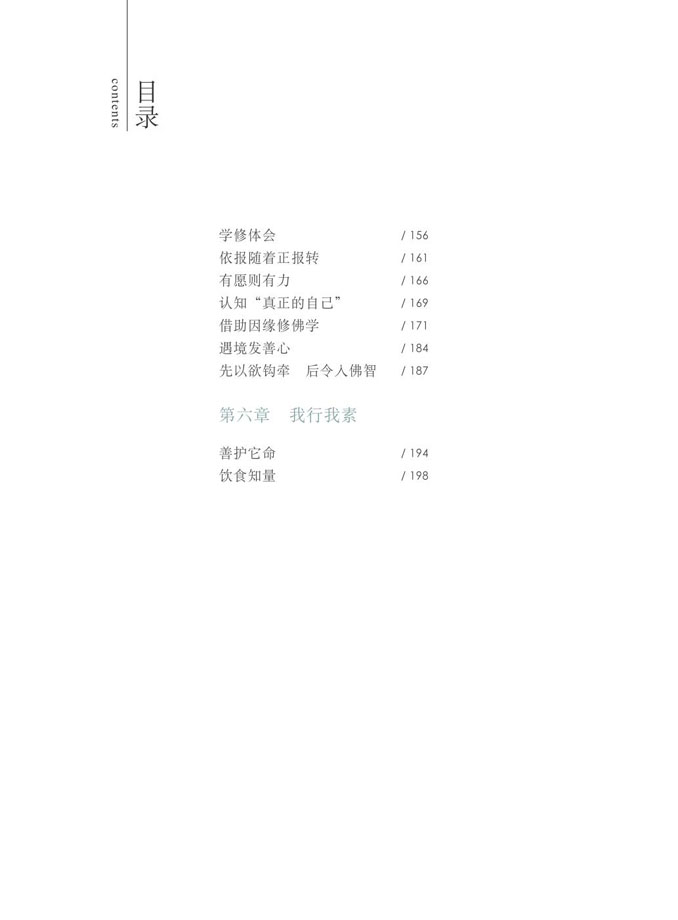 目录
contents
学修体会 / 156
依报随着正报转 / 161
有愿则有力 / 166
认知“真正的自己” / 169
借助因缘修佛学 / 171
遇境发善心 / 184
先以欲钩牵　后令入佛智 / 187
第六章　我行我素
善护它命 / 194
饮食知量 / 198